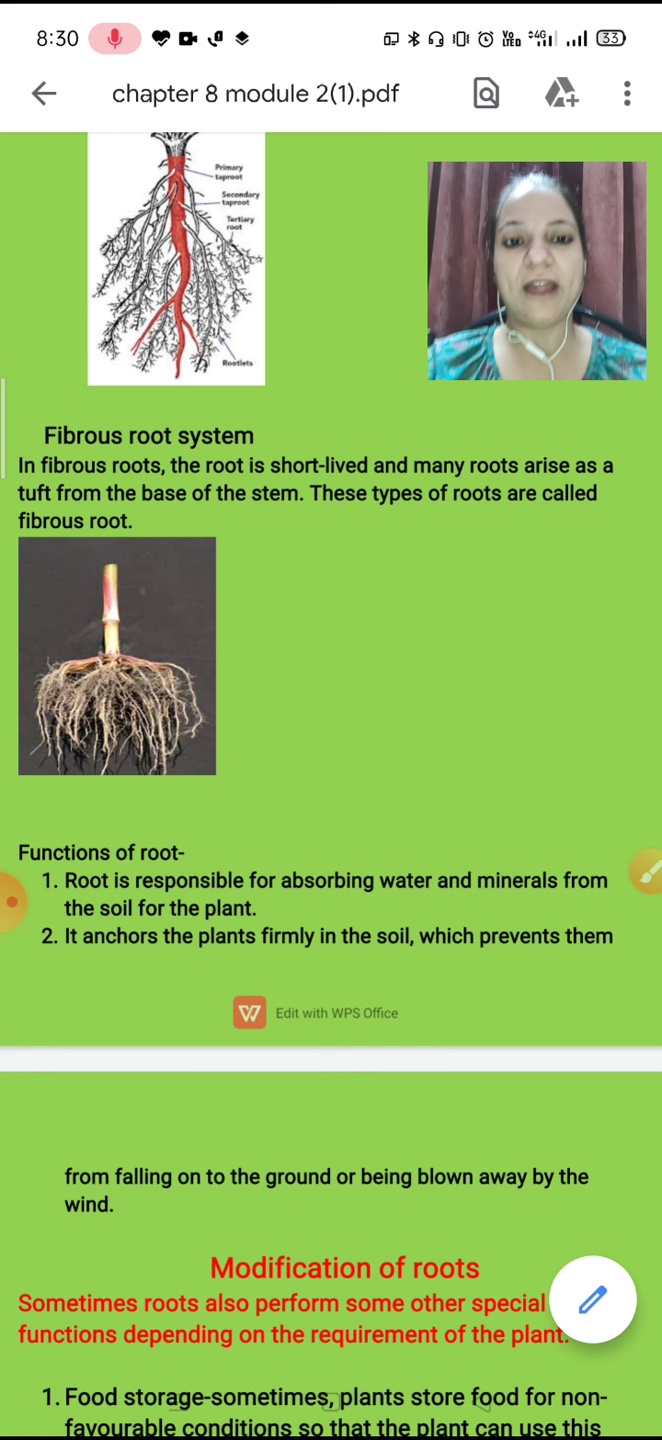 8:30
Vo
LTED
4G
33
chapter 8 module 2(1).pdf
Primary
taproot
Secondary
taproot
Tertiary
root
Rootlets
Fibrous root system
In fibrous roots, the root is short-lived and many roots arise as a
tuft from the base of the stem. These types of roots are called
fibrous root.
Functions of root-
1. Root is responsible for absorbing water and minerals from
the soil for the plant.
2. It anchors the plants firmly in the soil, which prevents them
Edit with WPS Office
from falling on to the ground or being blown away by the
wind.
Modification of roots
Sometimes roots also perform some other special
functions depending on the requirement of the plant.
1. Food storage-sometimes, plants store food for non-
favourable conditions so that the plant can use this